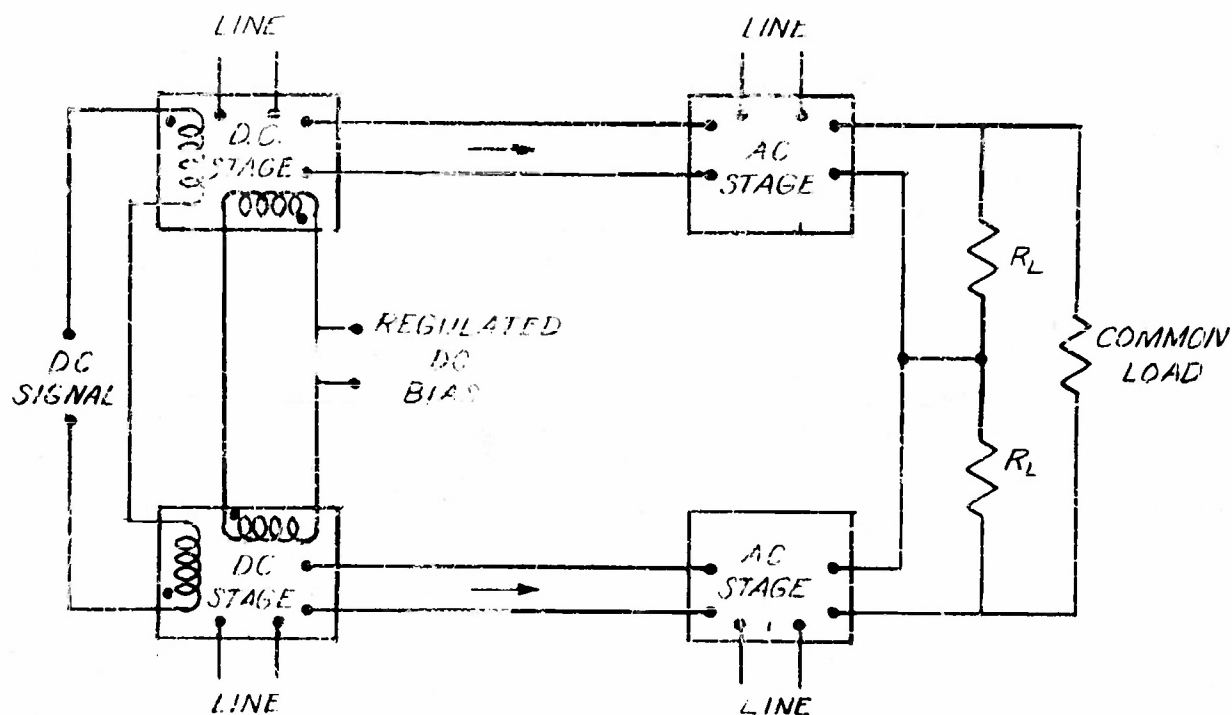 LINE
LINE
D.C.
STAGE
AC
STAGE
R_L
REGULATED
DC
BIAS
DC
SIGNAL
COMMON
LOAD
R_L
DC
STAGE
AC
STAGE
LINE
LINE